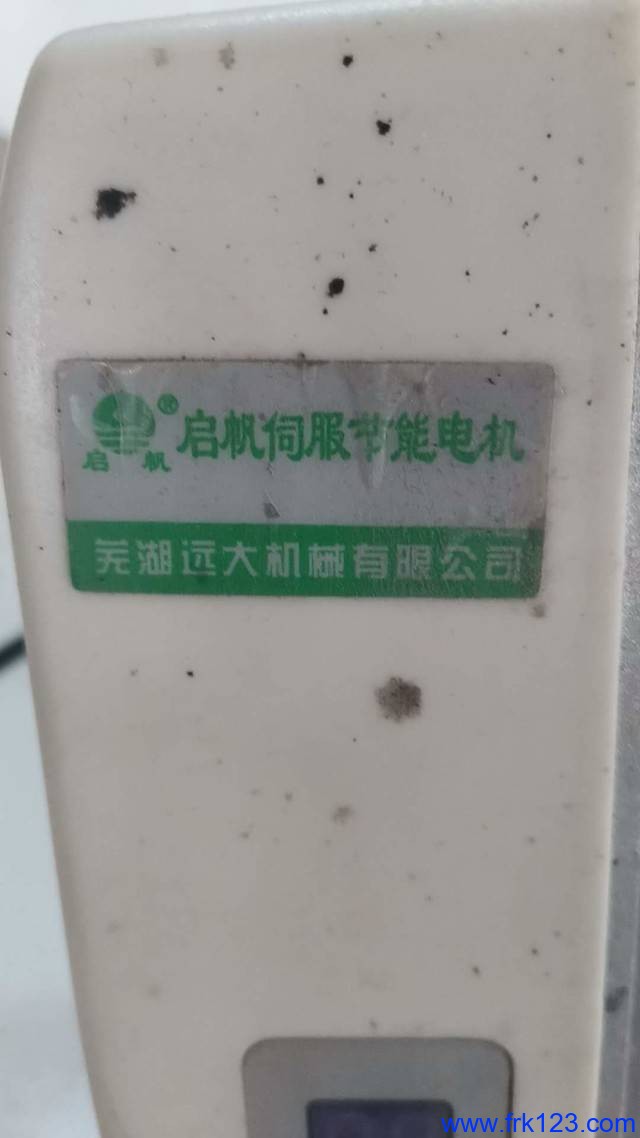 ® 启帆伺服节能电机
启 帆
芜湖远大机械有限公司
www.frk123.com